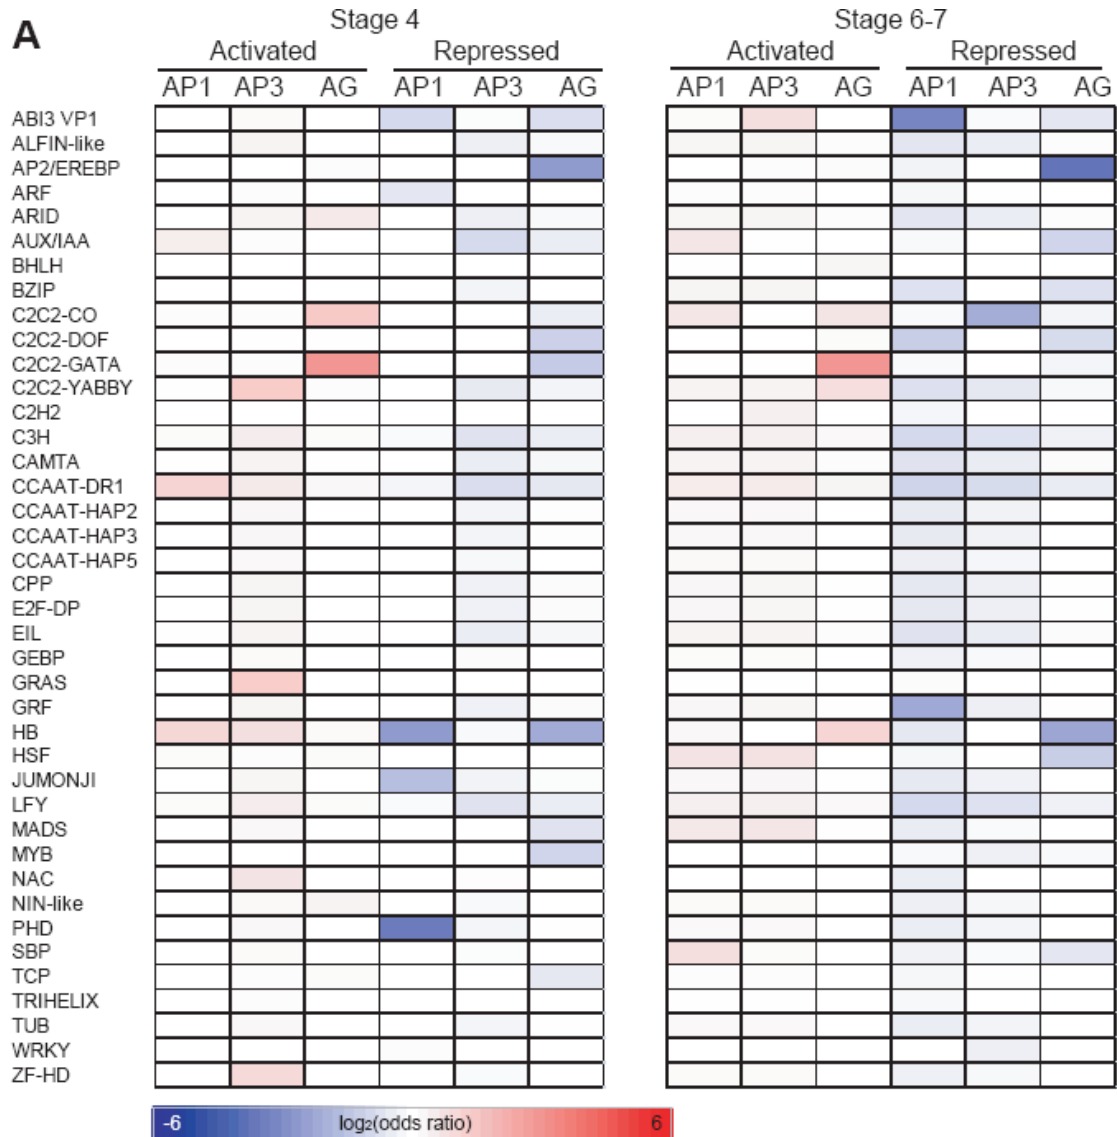 A
Stage 4 Stage 6-7
Activated Repressed Activated Repressed
AP1 AP3 AG AP1 AP3 AG AP1 AP3 AG AP1 AP3 AG
ABI3 VP1
ALFIN-like
AP2/EREBP
ARF
ARID
AUX/IAA
BHLH
BZIP
C2C2-CO
C2C2-DOF
C2C2-GATA
C2C2-YABBY
C2H2
C3H
CAMTA
CCAAT-DR1
CCAAT-HAP2
CCAAT-HAP3
CCAAT-HAP5
CPP
E2F-DP
EIL
GEBP
GRAS
GRF
HB
HSF
JUMONJI
LFY
MADS
MYB
NAC
NIN-like
PHD
SBP
TCP
TRIHELIX
TUB
WRKY
ZF-HD
-6 log₂(odds ratio) 6